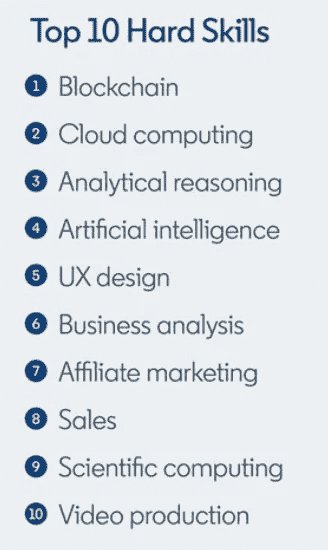 Top 10 Hard Skills
1 Blockchain
2 Cloud computing
3 Analytical reasoning
4 Artificial intelligence
5 UX design
6 Business analysis
7 Affiliate marketing
8 Sales
9 Scientific computing
10 Video production